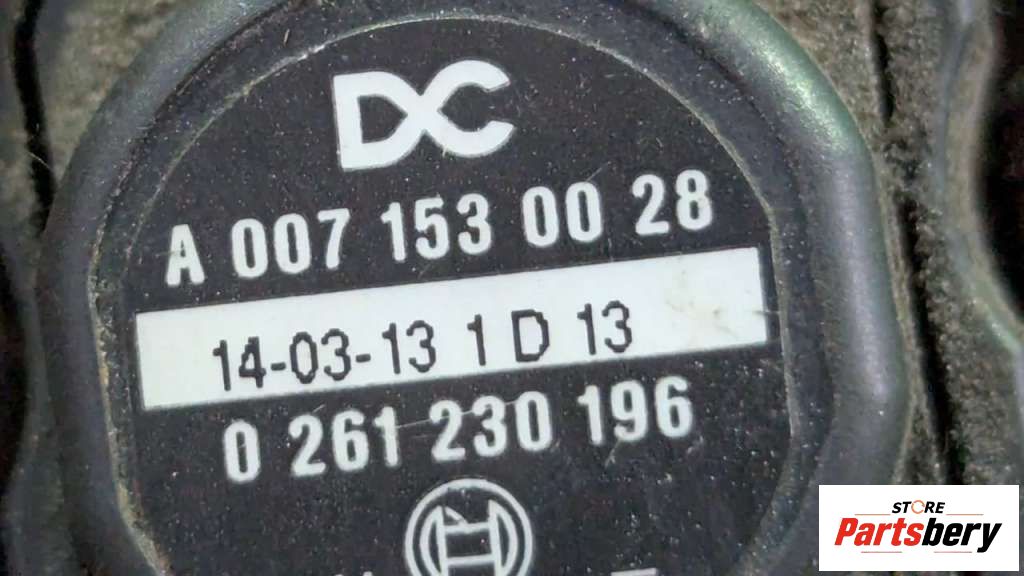 DC
A 007 153 00 28
14-03-13 1 D 13
0 261 230 196
STORE
Partsbery